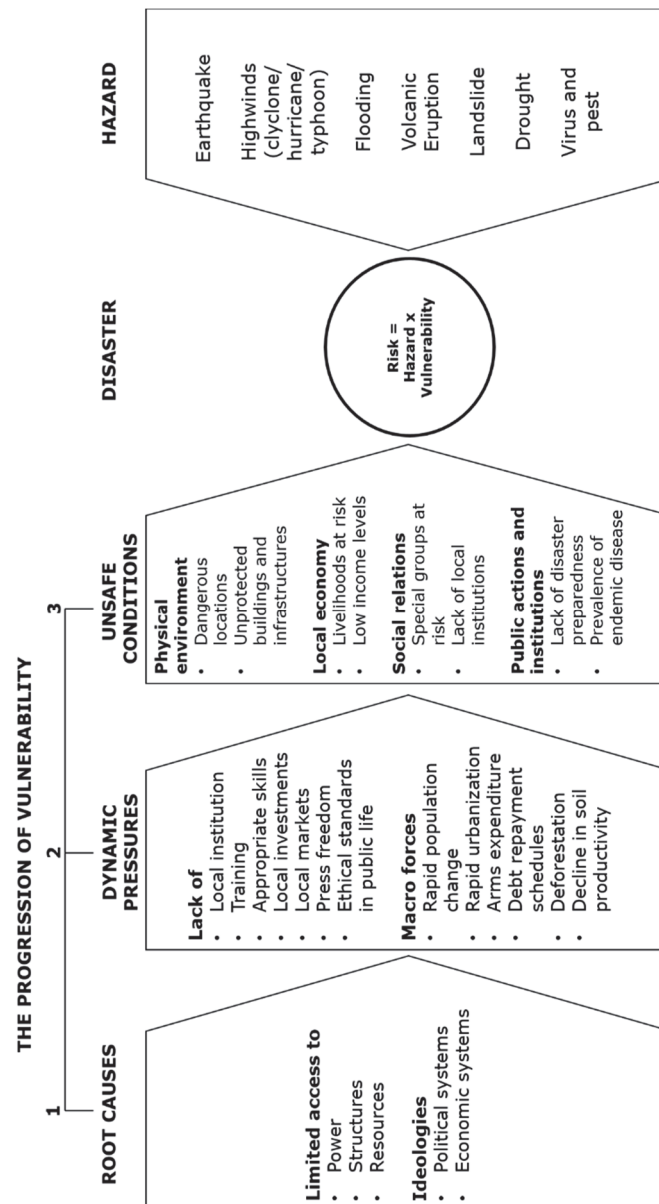 THE PROGRESSION OF VULNERABILITY
1
ROOT CAUSES
Limited access to
• Power
• Structures
• Resources
Ideologies
• Political systems
• Economic systems
2
DYNAMIC
PRESSURES
Lack of
• Local institution
• Training
• Appropriate skills
• Local investments
• Local markets
• Press freedom
• Ethical standards
in public life
Macro forces
• Rapid population
change
• Rapid urbanization
• Arms expenditure
• Debt repayment
schedules
• Deforestation
• Decline in soil
productivity
3
UNSAFE
CONDITIONS
Physical
environment
• Dangerous
locations
• Unprotected
buildings and
infrastructures
Local economy
• Livelihoods at risk
• Low income levels
Social relations
• Special groups at
risk
• Lack of local
institutions
Public actions and
institutions
• Lack of disaster
preparedness
• Prevalence of
endemic disease
DISASTER
Risk =
Hazard x
Vulnerability
HAZARD
Earthquake
Highwinds
(clyclone/
hurricane/
typhoon)
Flooding
Volcanic
Eruption
Landslide
Drought
Virus and
pest